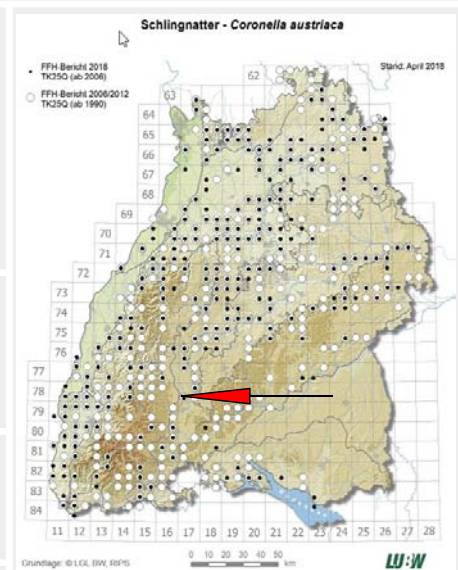 Schlingnatter - Coronella austriaca
FFH-Bericht 2018
TK25Q (ab 2006)
FFH-Bericht 2006/2012
TK25Q (ab 1990)
Stand: April 2018
62
63
64
65
66
67
68
69
70
71
72
73
74
75
76
77
78
79
80
81
82
83
84
11 12 13 14 15 16 17 18 19 20 21 22 23 24 25 26 27 28
0 10 20 30 40 50
km
Grundlage: © LGL BW, RIPS
LU:W